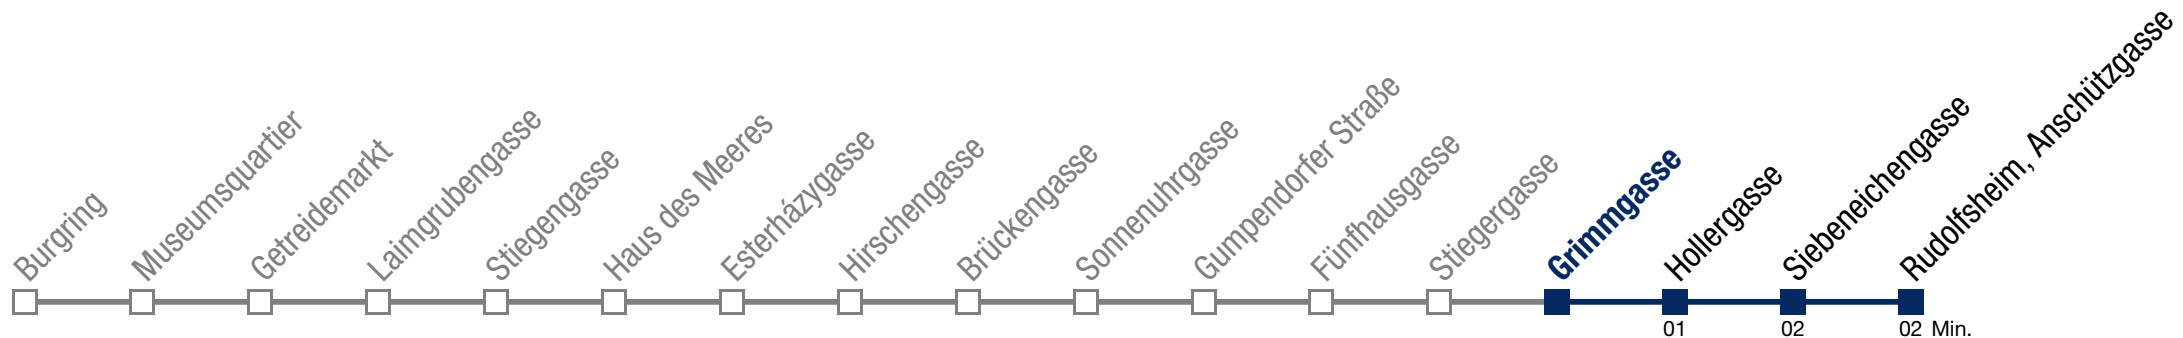 Burgring
Museumsquartier
Getreidemarkt
Laimgrubengasse
Stiegengasse
Haus des Meeres
Esterházygasse
Hirschengasse
Brückengasse
Sonnenuhrgasse
Gumpendorfer Straße
Fünfhausgasse
Stiegergasse
Grimmgasse
Hollergasse
Siebeneichengasse
Rudolfsheim, Anschützgasse
01
02
02 Min.